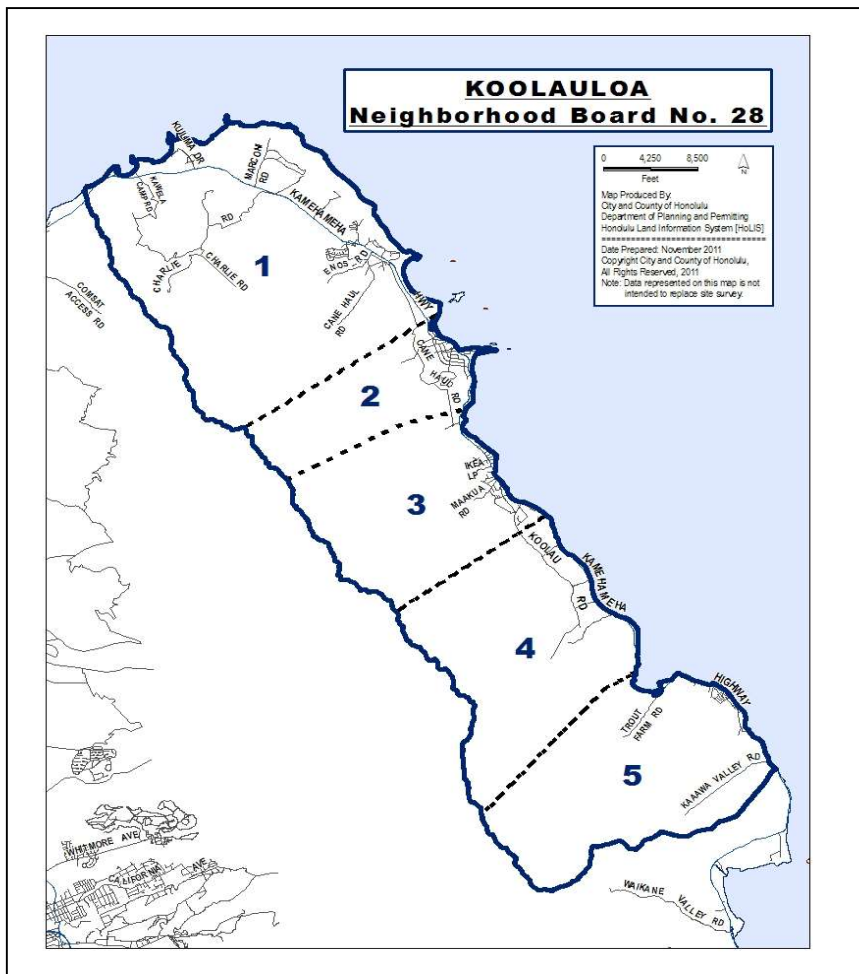 KOOLAULOA
Neighborhood Board No. 28
0 4,250 8,500
Feet
N
Map Produced By
City and County of Honolulu
Department of Planning and Permitting
Honolulu Land Information System [HoLIS]
Date Prepared: November 2011
Copyright City and County of Honolulu,
All Rights Reserved, 2011
Note: Data represented on this map is not
intended to replace site survey.
KUILIMA DR
MARCONI
RD
KAWELA
CAMP RD
KAMEHAMEHA
RD
CHARLIE
CHARLIE RD
1
ENOS RD
COMSAT
ACCESS RD
CANE HAUL
RD
HWY
CANE
HAUL RD
2
IKEA
LP
3
MAAKUA
RD
KOOLAU
RD
KAMEHAMEHA
4
HIGHWAY
TROUT
FARM RD
5
KAAAWA VALLEY RD
WHITMORE AVE
CALIFORNIA AVE
WAIKANE VALLEY RD